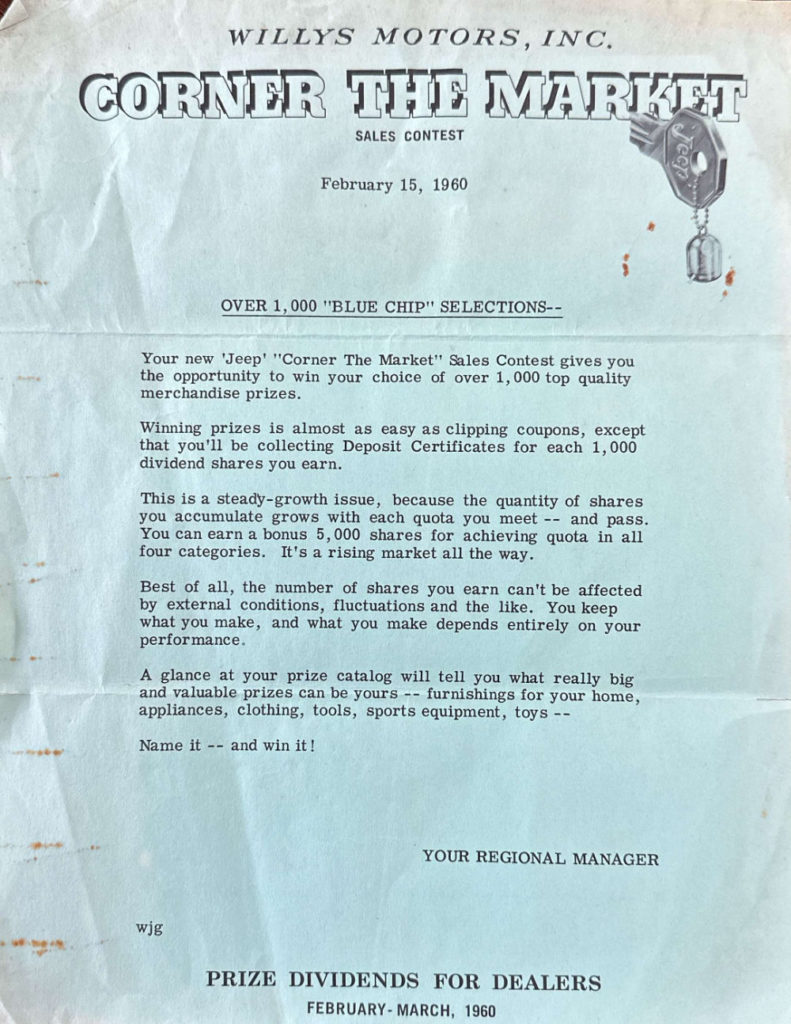 WILLYS MOTORS, INC.
CORNER THE MARKET
SALES CONTEST
Jeep
February 15, 1960
OVER 1,000 "BLUE CHIP" SELECTIONS--
Your new 'Jeep' "Corner The Market" Sales Contest gives you
the opportunity to win your choice of over 1,000 top quality
merchandise prizes.
Winning prizes is almost as easy as clipping coupons, except
that you'll be collecting Deposit Certificates for each 1,000
dividend shares you earn.
This is a steady-growth issue, because the quantity of shares
you accumulate grows with each quota you meet -- and pass.
You can earn a bonus 5,000 shares for achieving quota in all
four categories. It's a rising market all the way.
Best of all, the number of shares you earn can't be affected
by external conditions, fluctuations and the like. You keep
what you make, and what you make depends entirely on your
performance.
A glance at your prize catalog will tell you what really big
and valuable prizes can be yours -- furnishings for your home,
appliances, clothing, tools, sports equipment, toys --
Name it -- and win it!
YOUR REGIONAL MANAGER
wjg
PRIZE DIVIDENDS FOR DEALERS
FEBRUARY-MARCH, 1960